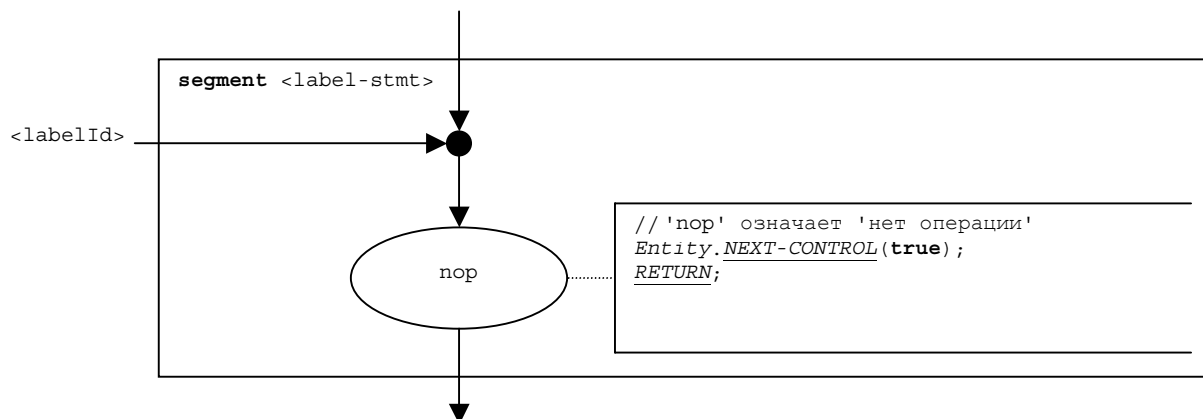 segment <label-stmt>
<labelId>
//'nop' означает 'нет операции'
Entity.NEXT-CONTROL(true);
RETURN;
nop